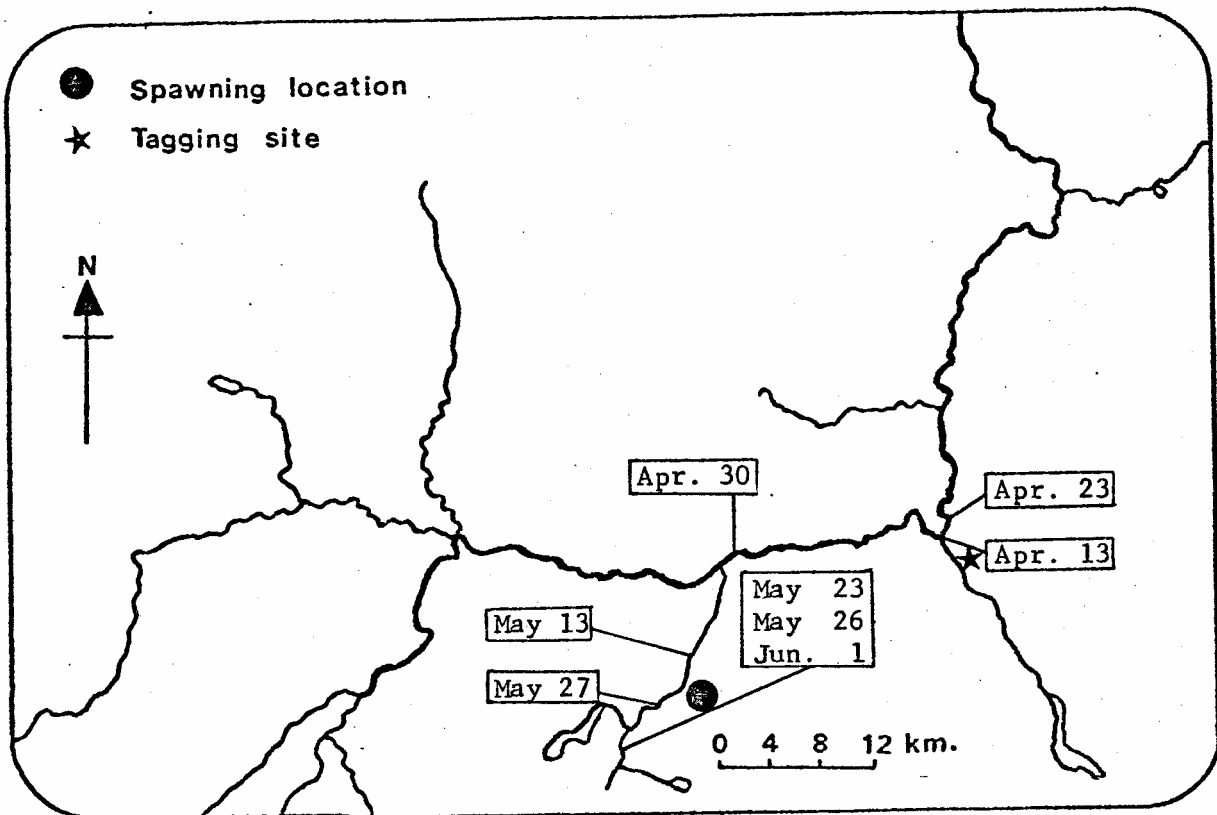 Spawning location
Tagging site
N
Apr. 30
Apr. 23
Apr. 13
May 23
May 26
Jun. 1
May 13
May 27
0 4 8 12 km.